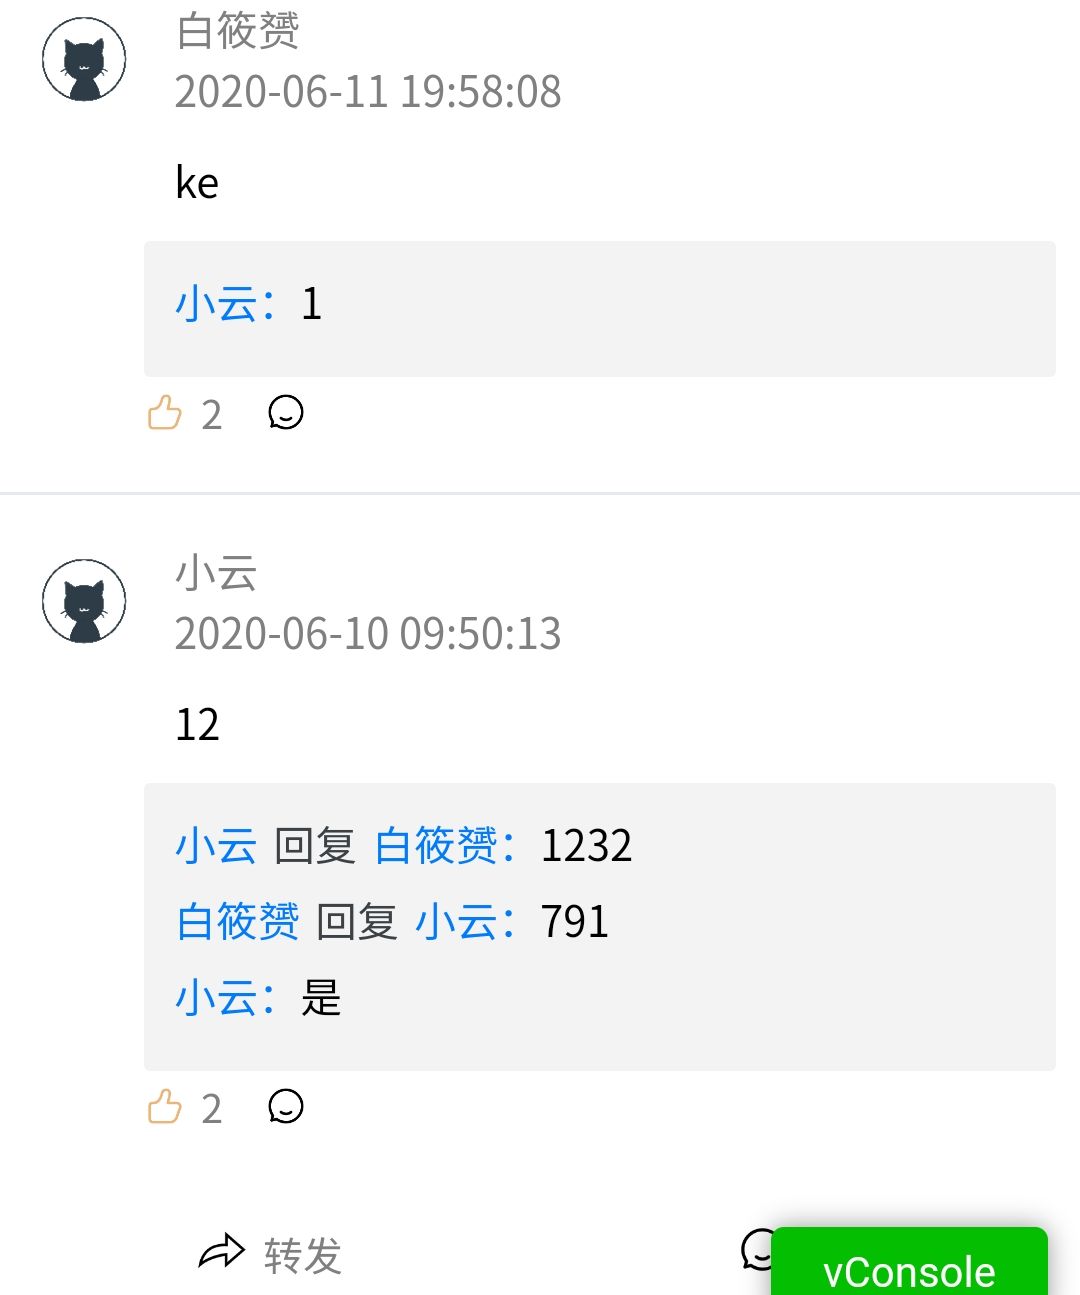 白筱赟
2020-06-11 19:58:08
ke
小云：1
2
小云
2020-06-10 09:50:13
12
小云 回复 白筱赟：1232
白筱赟 回复 小云：791
小云：是
2
转发
vConsole